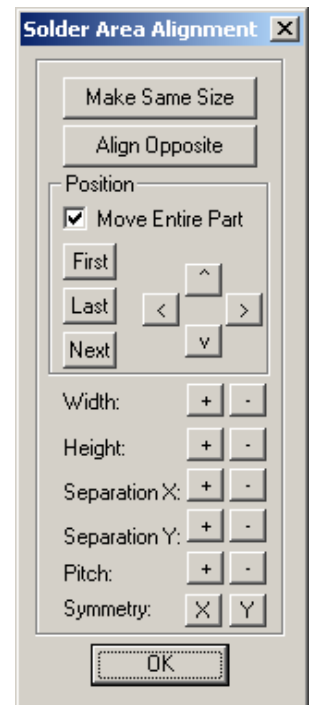 Solder Area Alignment X
Make Same Size
Align Opposite
Position
Move Entire Part
First
^
Last < >
Next v
Width: + -
Height: + -
Separation X: + -
Separation Y: + -
Pitch: + -
Symmetry: X Y
OK